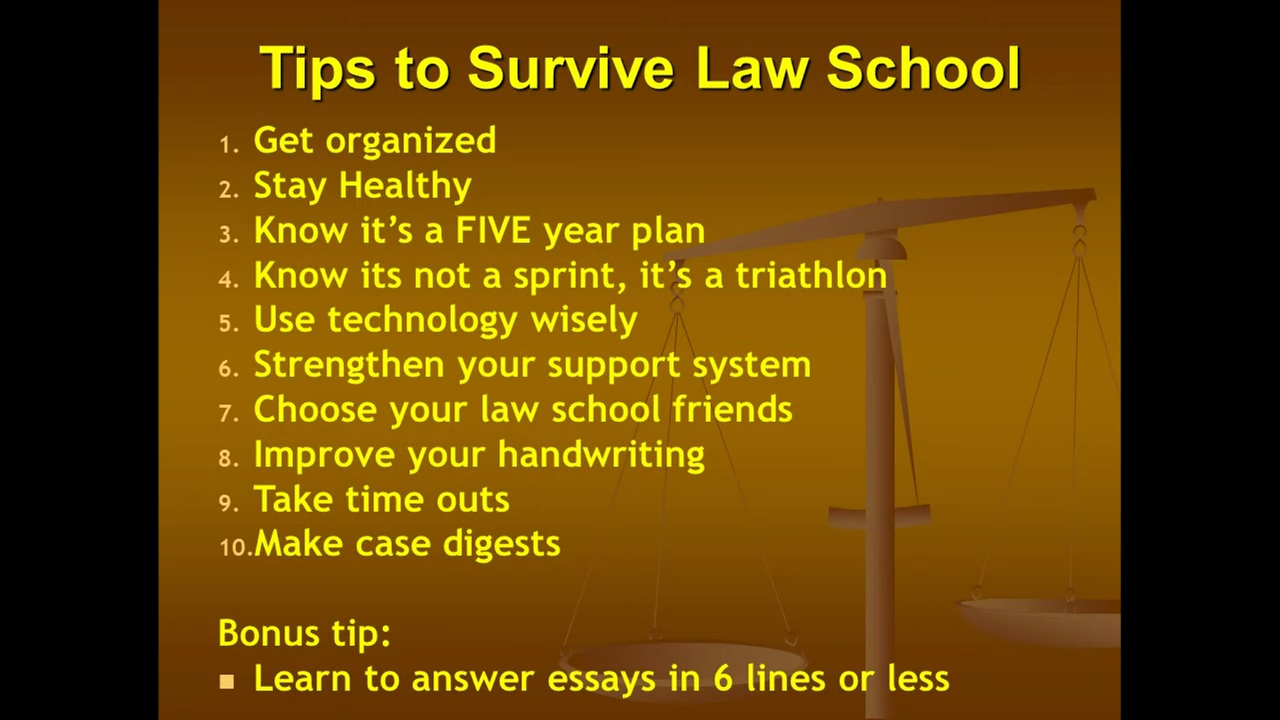 Tips to Survive Law School
1. Get organized
2. Stay Healthy
3. Know it’s a FIVE year plan
4. Know its not a sprint, it’s a triathlon
5. Use technology wisely
6. Strengthen your support system
7. Choose your law school friends
8. Improve your handwriting
9. Take time outs
10.Make case digests
Bonus tip:
■ Learn to answer essays in 6 lines or less